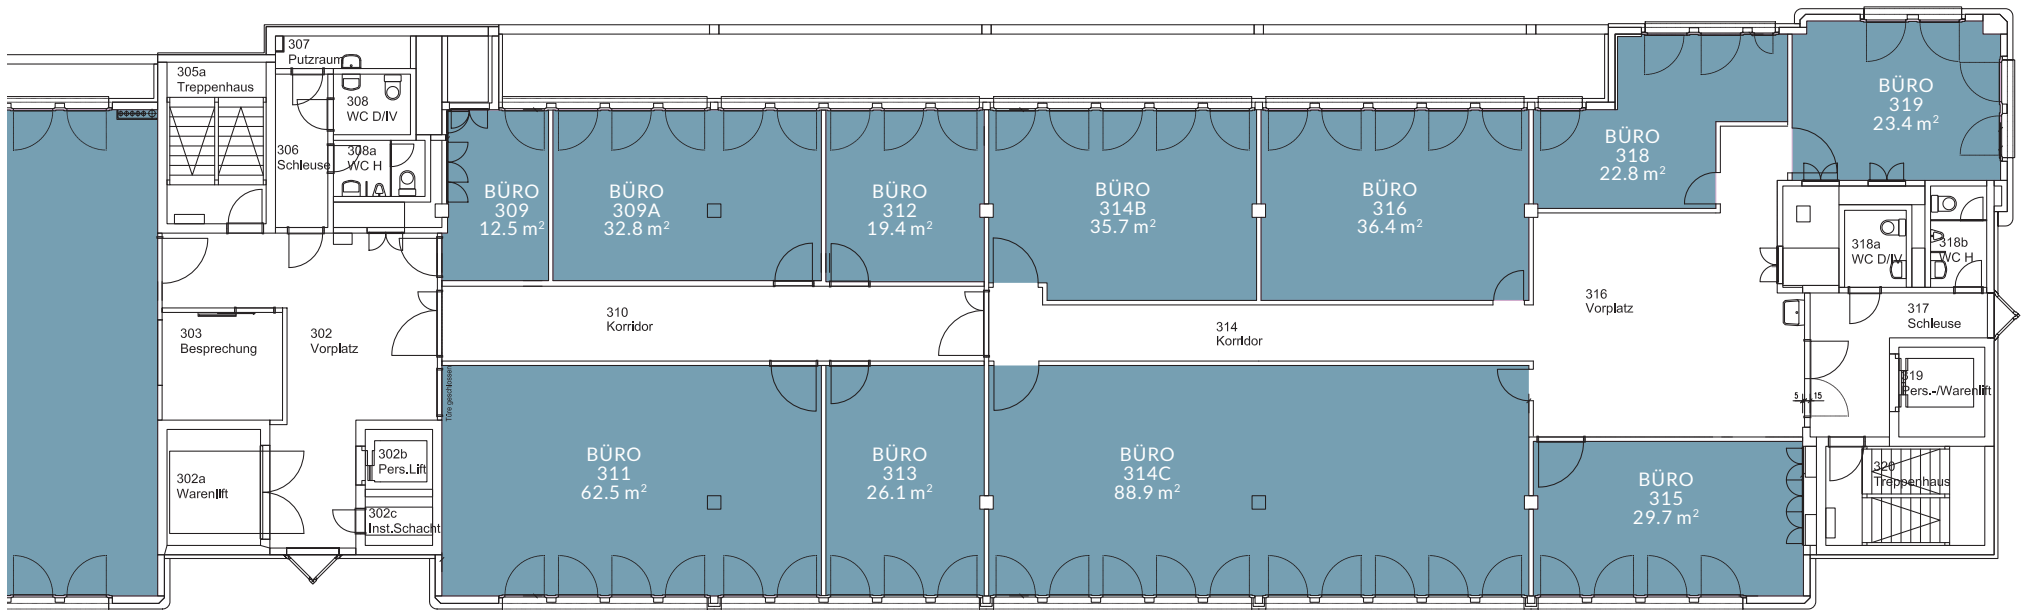 307
Putzraum
305a
Treppenhaus
308
WC D/IV
306
Schleuse
308a
WC H
BÜRO
309
12.5 m²
BÜRO
309A
32.8 m²
BÜRO
312
19.4 m²
BÜRO
314B
35.7 m²
BÜRO
316
36.4 m²
BÜRO
318
22.8 m²
BÜRO
319
23.4 m²
318a
WC D/IV
318b
WC H
303
Besprechung
302
Vorplatz
310
Korridor
314
Korridor
316
Vorplatz
317
Schleuse
319
Pers.-/Warenlift
5
15
Türe geschlossen
302a
Warenlift
302b
Pers.Lift
302c
Inst.Schacht
BÜRO
311
62.5 m²
BÜRO
313
26.1 m²
BÜRO
314C
88.9 m²
BÜRO
315
29.7 m²
320
Treppenhaus